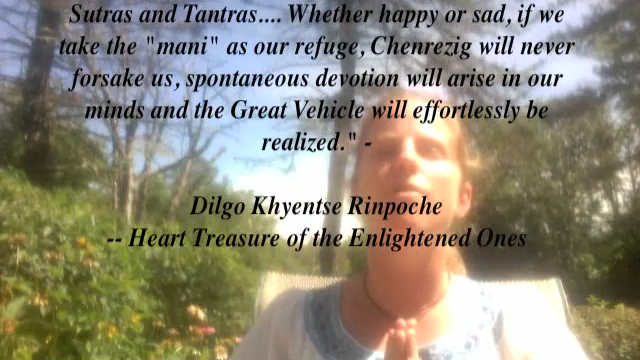 Sutras and Tantras.... Whether happy or sad, if we
take the "mani" as our refuge, Chenrezig will never
forsake us, spontaneous devotion will arise in our
minds and the Great Vehicle will effortlessly be
realized." -
Dilgo Khyentse Rinpoche
-- Heart Treasure of the Enlightened Ones